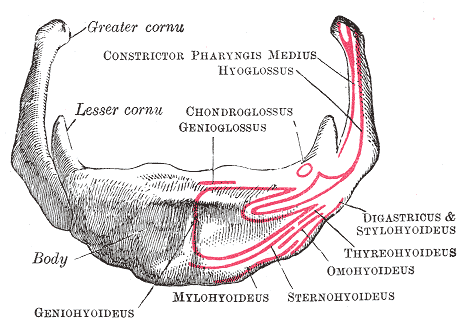 Greater cornu
CONSTRICTOR PHARYNGIS MEDIUS
HYOGLOSSUS
Lesser cornu
CHONDROGLOSSUS
GENIOGLOSSUS
DIGASTRICUS &
STYLOHYOIDEUS
THYREOHYOIDEUS
Body
OMOHYOIDEUS
MYLOHYOIDEUS
STERNOHYOIDEUS
GENIOHYOIDEUS